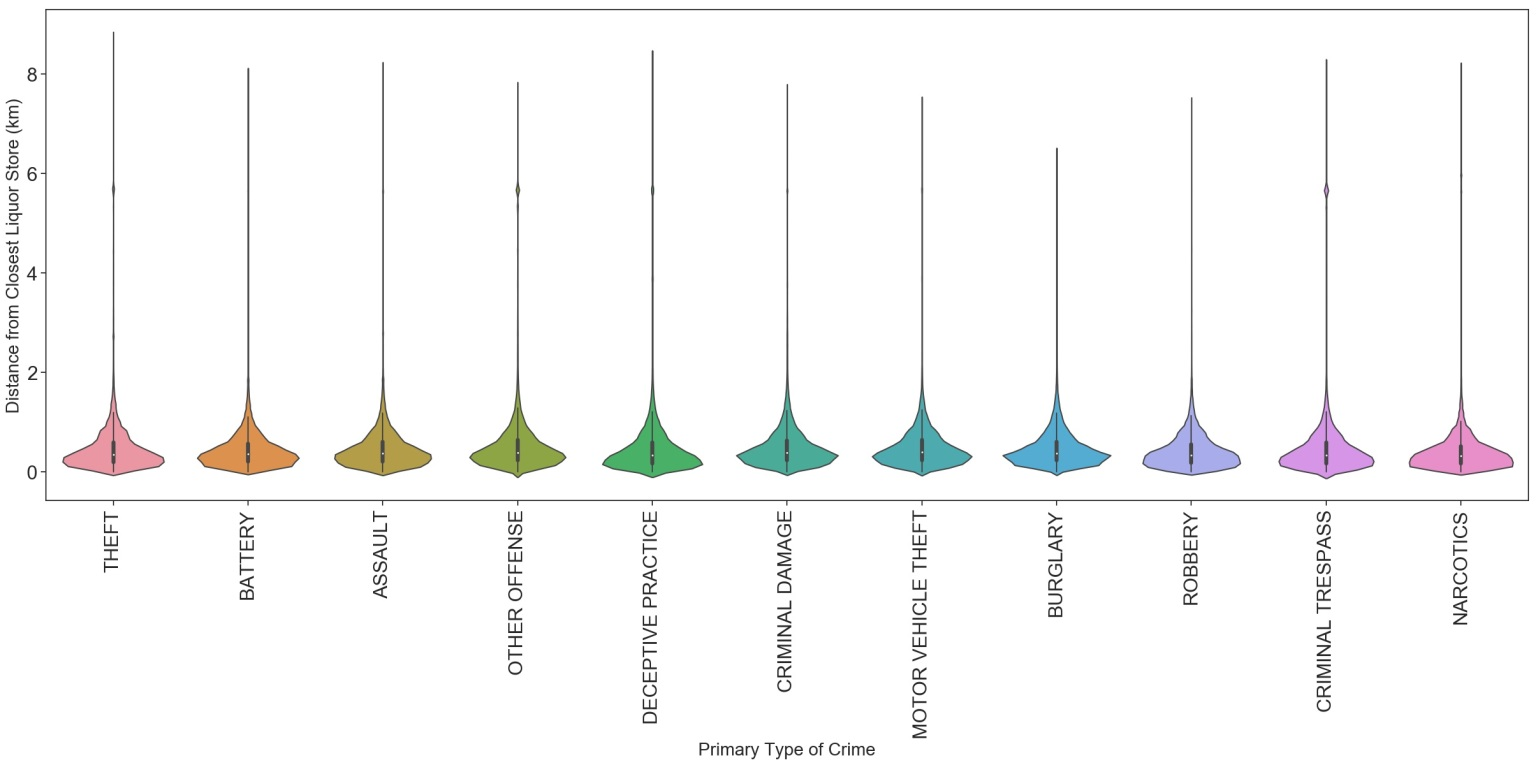 Distance from Closest Liquor Store (km)
8
6
4
2
0
THEFT
BATTERY
ASSAULT
OTHER OFFENSE
DECEPTIVE PRACTICE
CRIMINAL DAMAGE
MOTOR VEHICLE THEFT
BURGLARY
ROBBERY
CRIMINAL TRESPASS
NARCOTICS
Primary Type of Crime